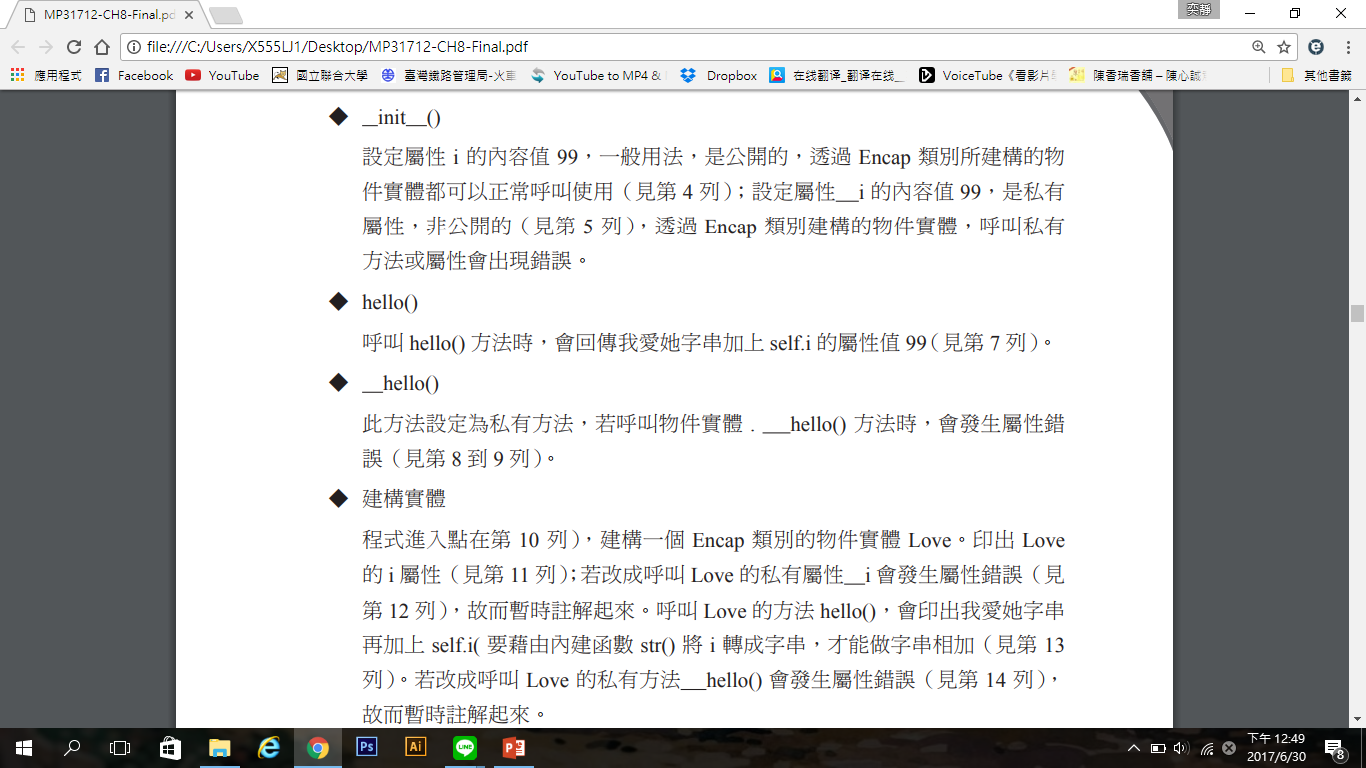 MP31712-CH8-Final.pd
奕靜
file:///C:/Users/X555LJ1/Desktop/MP31712-CH8-Final.pdf
應用程式 Facebook YouTube 國立聯合大學 臺灣鐵路管理局-火車 YouTube to MP4 & Dropbox 在线翻译_翻译在线_ VoiceTube《看影片 陳香瑞香舖 – 陳心誠 其他書籤
◆ __init__()
設定屬性 i 的內容值 99，一般用法，是公開的，透過 Encap 類別所建構的物
件實體都可以正常呼叫使用（見第 4 列）；設定屬性__i 的內容值 99，是私有
屬性，非公開的（見第 5 列），透過 Encap 類別建構的物件實體，呼叫私有
方法或屬性會出現錯誤。
◆ hello()
呼叫 hello() 方法時，會回傳我愛她字串加上 self.i 的屬性值 99（見第 7 列）。
◆ __hello()
此方法設定為私有方法，若呼叫物件實體 . __hello() 方法時，會發生屬性錯
誤（見第 8 到 9 列）。
◆ 建構實體
程式進入點在第 10 列），建構一個 Encap 類別的物件實體 Love。印出 Love
的 i 屬性（見第 11 列）；若改成呼叫 Love 的私有屬性__i 會發生屬性錯誤（見
第 12 列），故而暫時註解起來。呼叫 Love 的方法 hello()，會印出我愛她字串
再加上 self.i( 要藉由內建函數 str() 將 i 轉成字串，才能做字串相加（見第 13
列）。若改成呼叫 Love 的私有方法__hello() 會發生屬性錯誤（見第 14 列），
故而暫時註解起來。
下午 12:49
2017/6/30
8